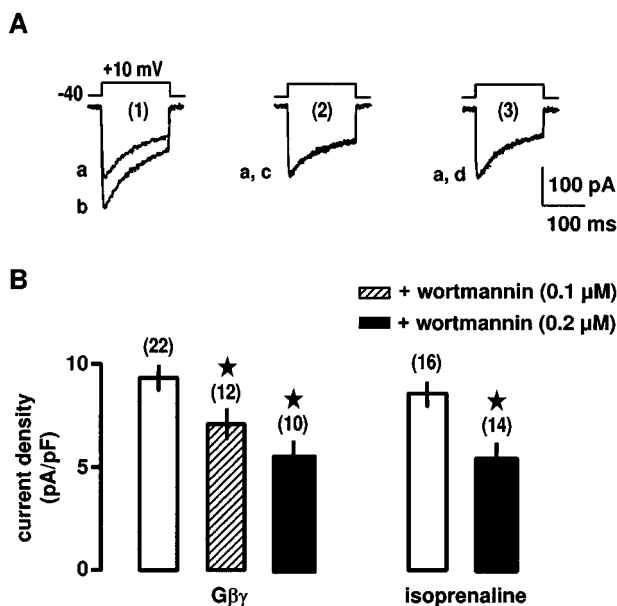 A
+10 mV
-40
(1)
(2)
(3)
a
b
a, c
a, d
100 pA
100 ms
B
+ wortmannin (0.1 µM)
+ wortmannin (0.2 µM)
current density
(pA/pF)
10
5
0
(22)
★
(12)
★
(10)
(16)
★
(14)
Gβγ
isoprenaline